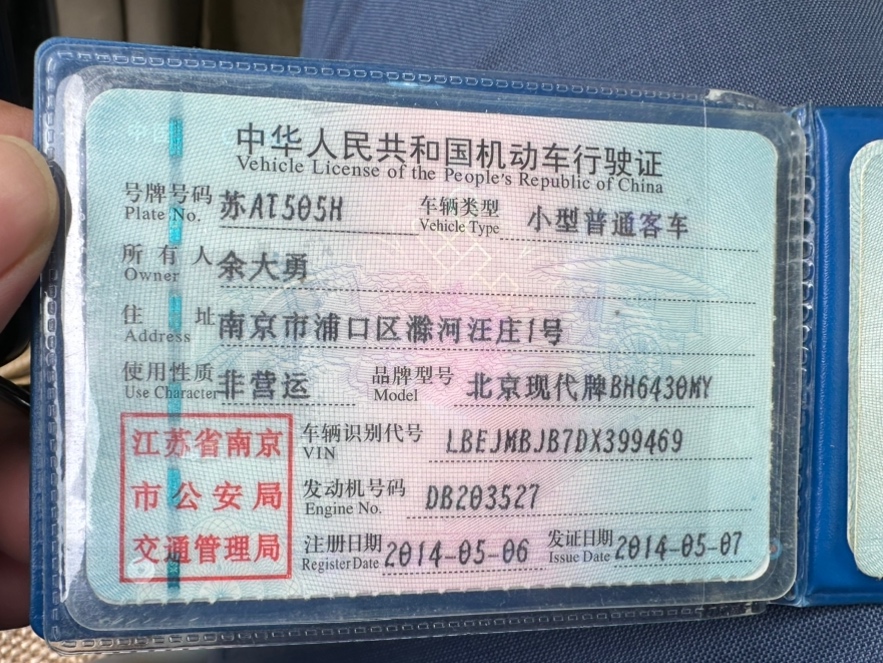 中华人民共和国机动车行驶证
Vehicle License of the People's Republic of China
号牌号码 苏AT505H 车辆类型 小型普通客车
Plate No. Vehicle Type
所有人 余大勇
Owner
住址 南京市浦口区滁河汪庄1号
Address
使用性质 非营运 品牌型号 北京现代牌BH6430MY
Use Character Model
江苏省南京
市公安局
交通管理局
车辆识别代号 LBEJMBJB7DX399469
VIN
发动机号码 DB203527
Engine No.
注册日期 2014-05-06 发证日期 2014-05-07
Register Date Issue Date